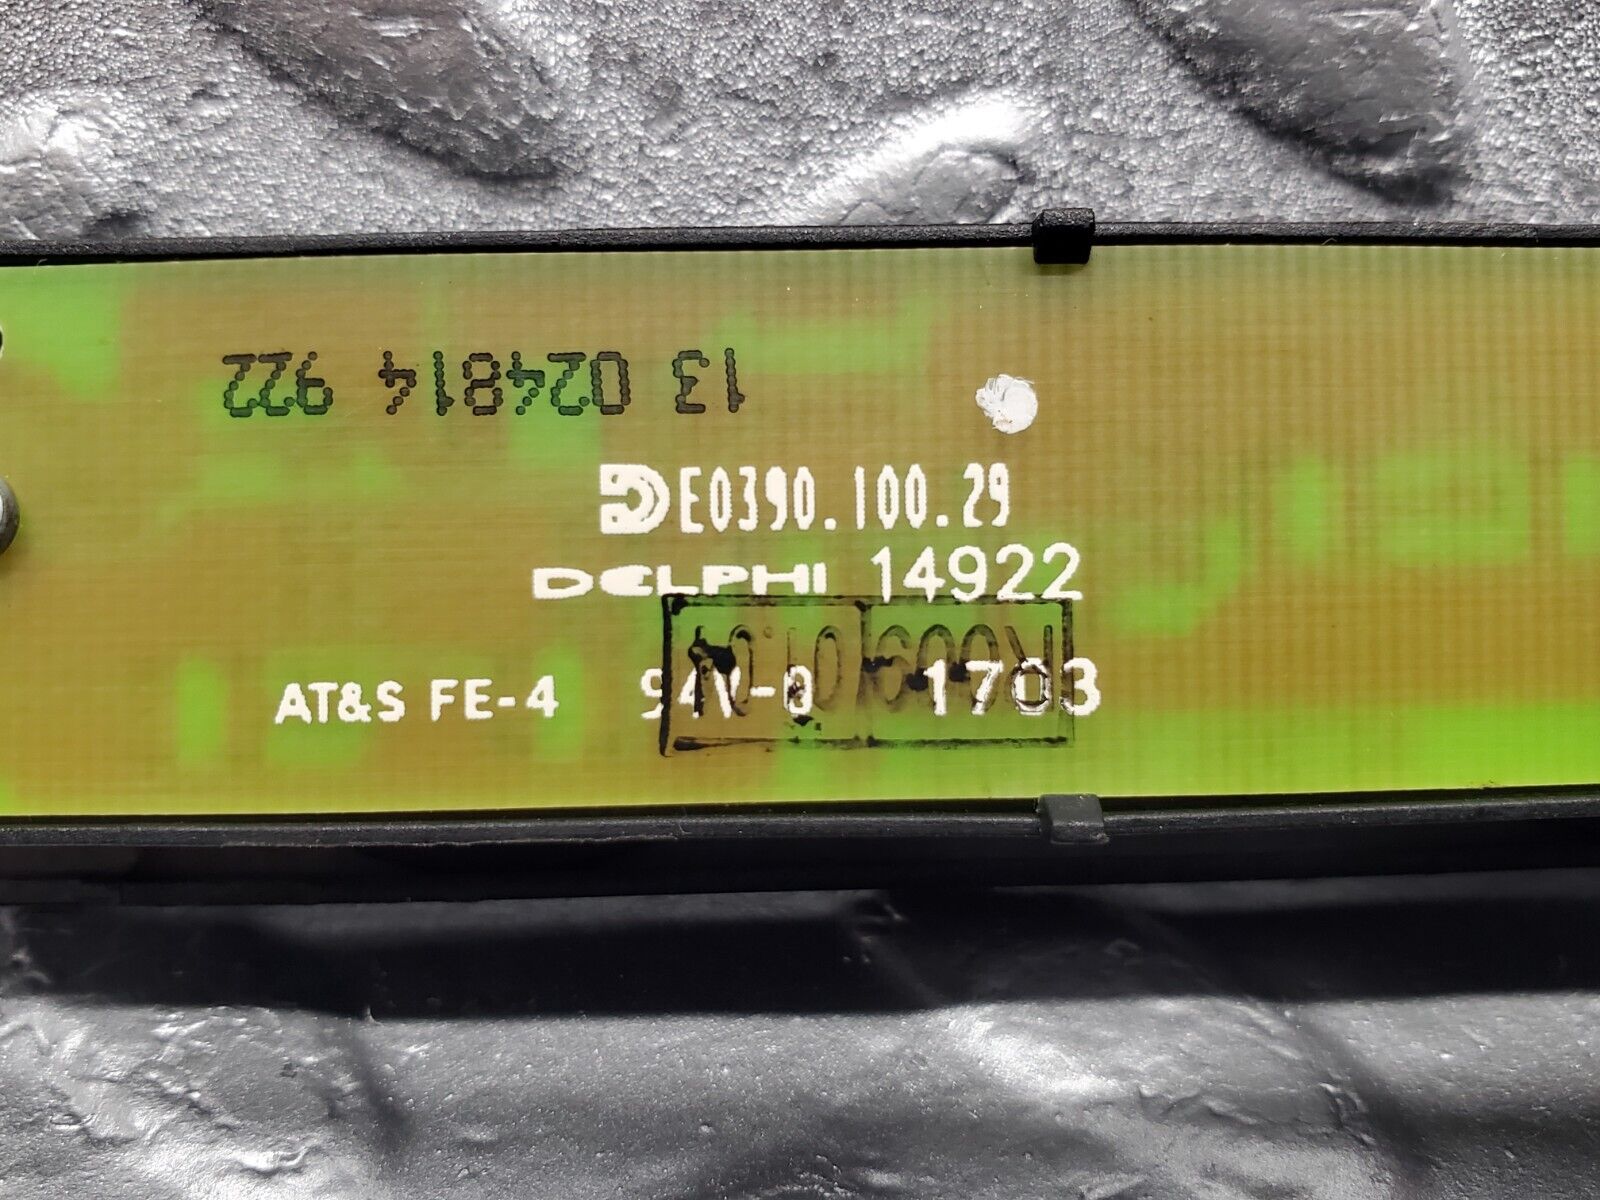 13 024814 922
E0390.100.29
DELPHI 14922
AT&S FE-4 94V-0 1703